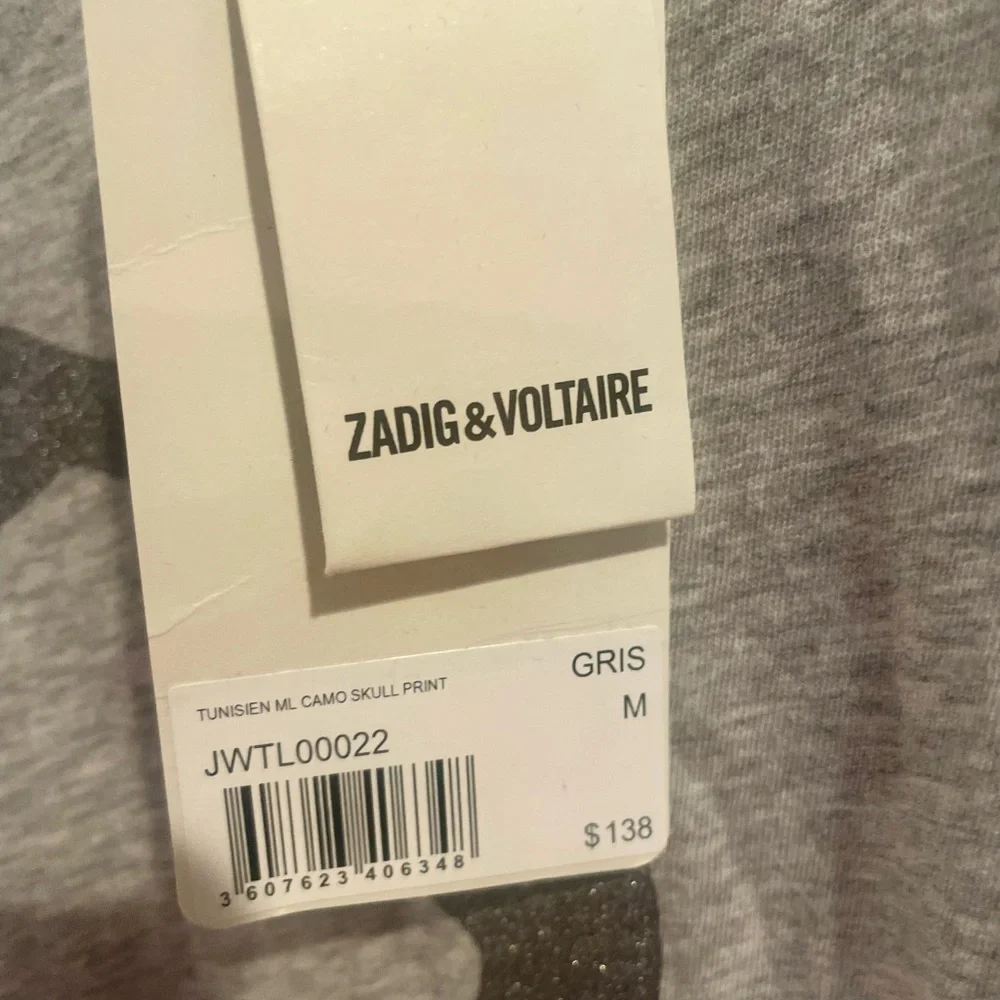 ZADIG&VOLTAIRE
TUNISIEN ML CAMO SKULL PRINT
GRIS
M
JWTL00022
3 607623 406348
$138